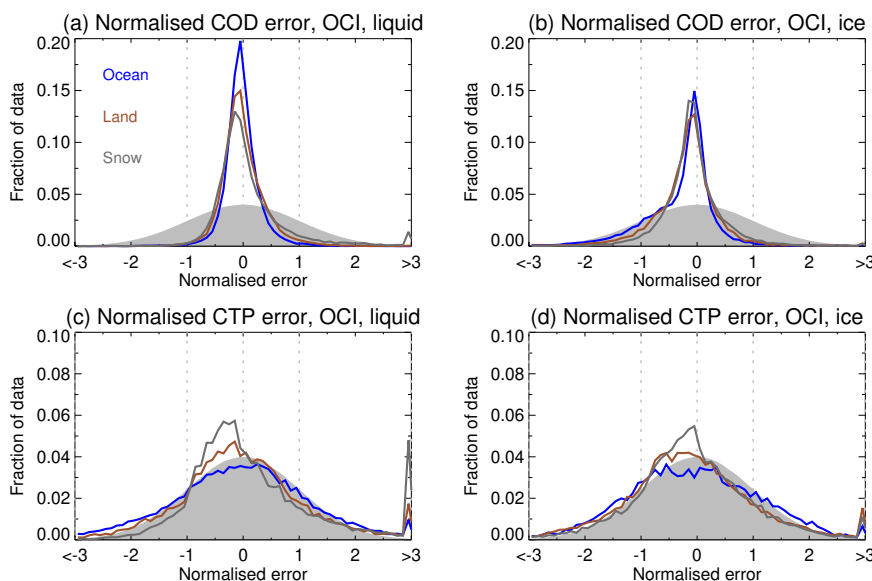 (a) Normalised COD error, OCI, liquid
0.20
0.15
0.10
0.05
0.00
Fraction of data
Ocean
Land
Snow
<-3 -2 -1 0 1 2 >3
Normalised error
(b) Normalised COD error, OCI, ice
0.20
0.15
0.10
0.05
0.00
Fraction of data
<-3 -2 -1 0 1 2 >3
Normalised error
(c) Normalised CTP error, OCI, liquid
0.10
0.08
0.06
0.04
0.02
0.00
Fraction of data
<-3 -2 -1 0 1 2 >3
Normalised error
(d) Normalised CTP error, OCI, ice
0.10
0.08
0.06
0.04
0.02
0.00
Fraction of data
<-3 -2 -1 0 1 2 >3
Normalised error